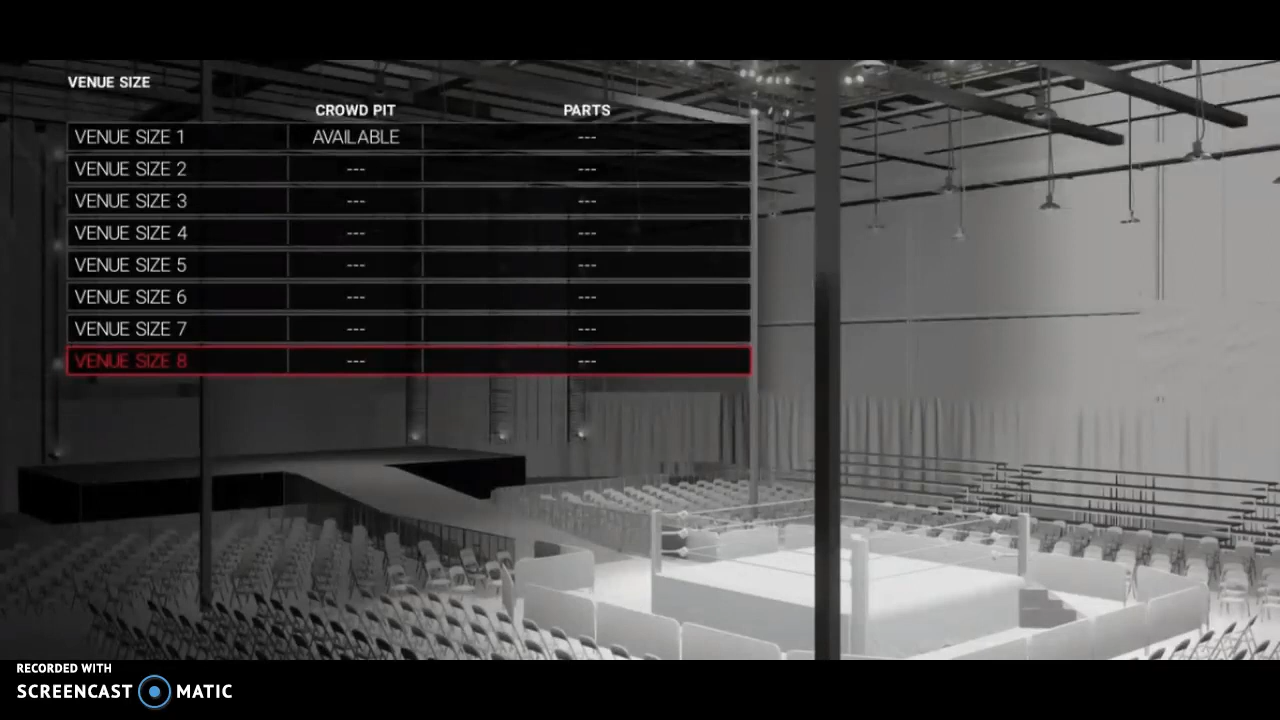 VENUE SIZE
CROWD PIT PARTS
VENUE SIZE 1 AVAILABLE ---
VENUE SIZE 2 --- ---
VENUE SIZE 3 --- ---
VENUE SIZE 4 --- ---
VENUE SIZE 5 --- ---
VENUE SIZE 6 --- ---
VENUE SIZE 7 --- ---
VENUE SIZE 8 --- ---
RECORDED WITH
SCREENCAST MATIC